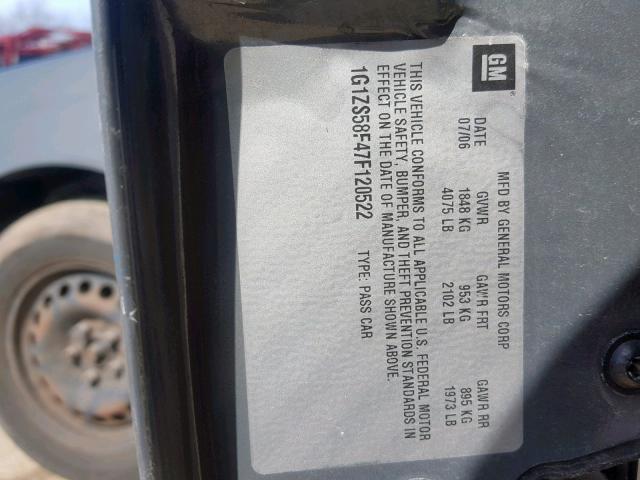 GM
MFD BY GENERAL MOTORS CORP
DATE GVWR GAWR FRT GAWR RR
07/06 1848 KG 953 KG 895 KG
4075 LB 2102 LB 1973 LB
THIS VEHICLE CONFORMS TO ALL APPLICABLE U.S. FEDERAL MOTOR
VEHICLE SAFETY, BUMPER, AND THEFT PREVENTION STANDARDS IN
EFFECT ON THE DATE OF MANUFACTURE SHOWN ABOVE.
1G1ZS58F47F120522 TYPE: PASS CAR